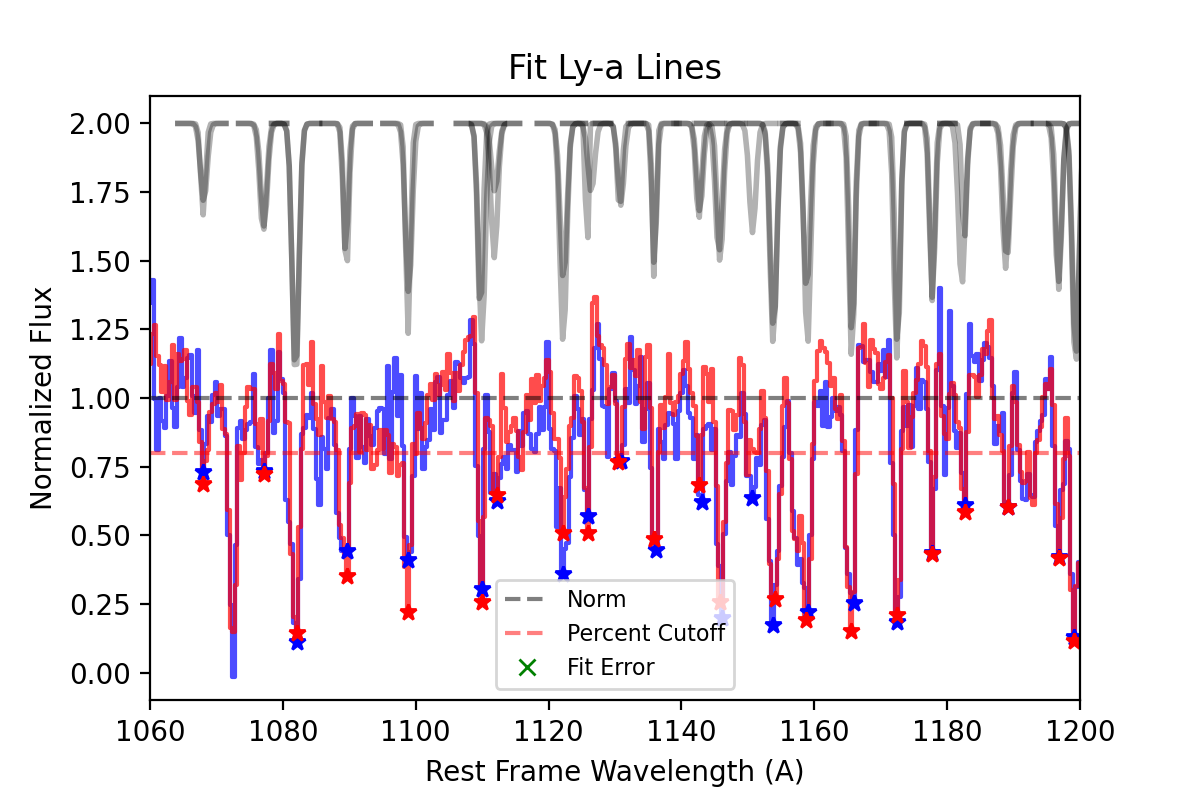 Fit Ly-a Lines
Normalized Flux
2.00
1.75
1.50
1.25
1.00
0.75
0.50
0.25
0.00
Norm
Percent Cutoff
Fit Error
1060 1080 1100 1120 1140 1160 1180 1200
Rest Frame Wavelength (A)